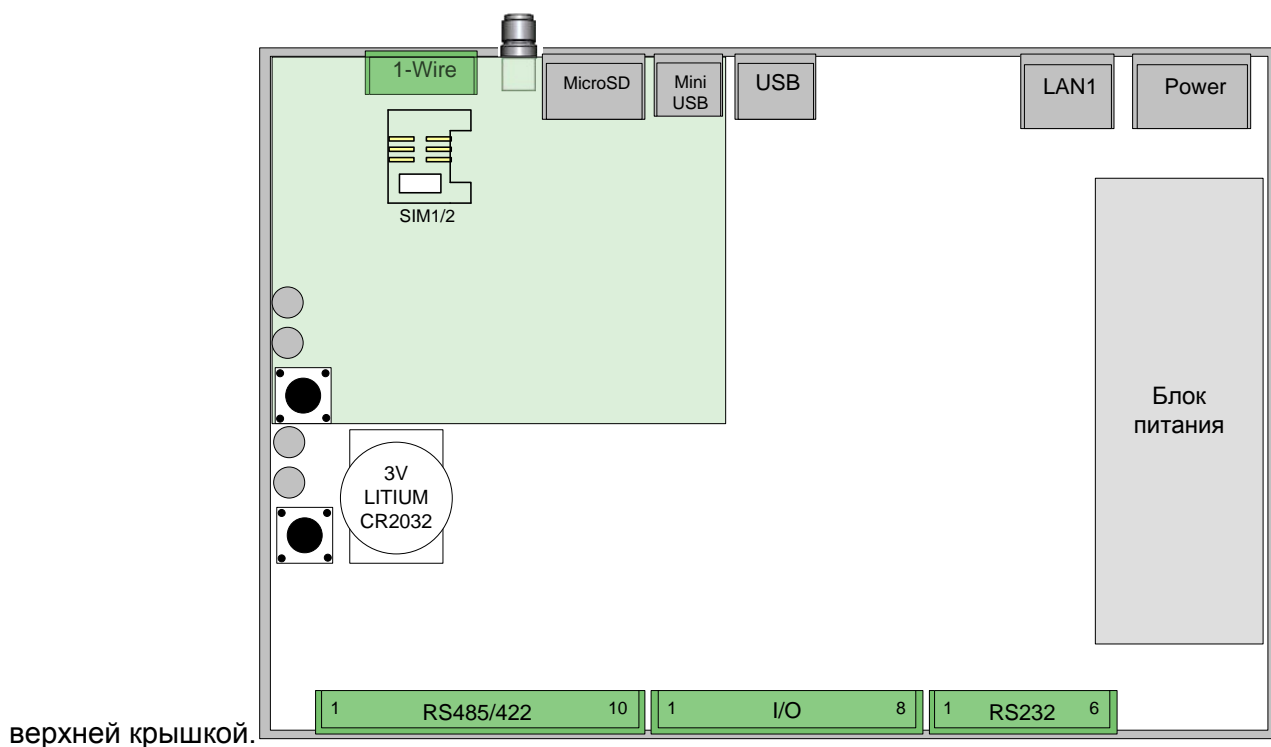 1-Wire
MicroSD
Mini
USB
USB
LAN1
Power
SIM1/2
Блок
питания
3V
LITIUM
CR2032
1 RS485/422 10
1 I/O 8
1 RS232 6
верхней крышкой.